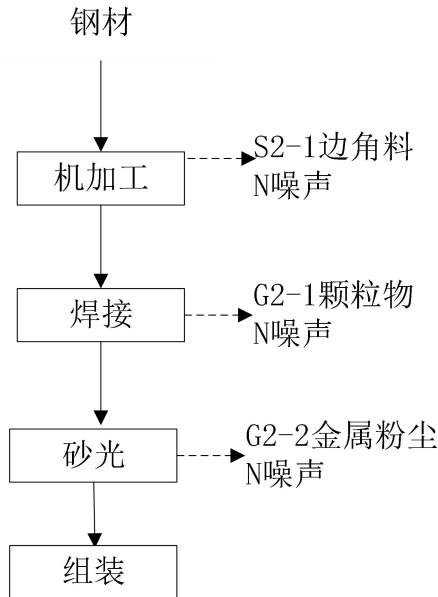 钢材
机加工
S2-1边角料
N噪声
焊接
G2-1颗粒物
N噪声
砂光
G2-2金属粉尘
N噪声
组装